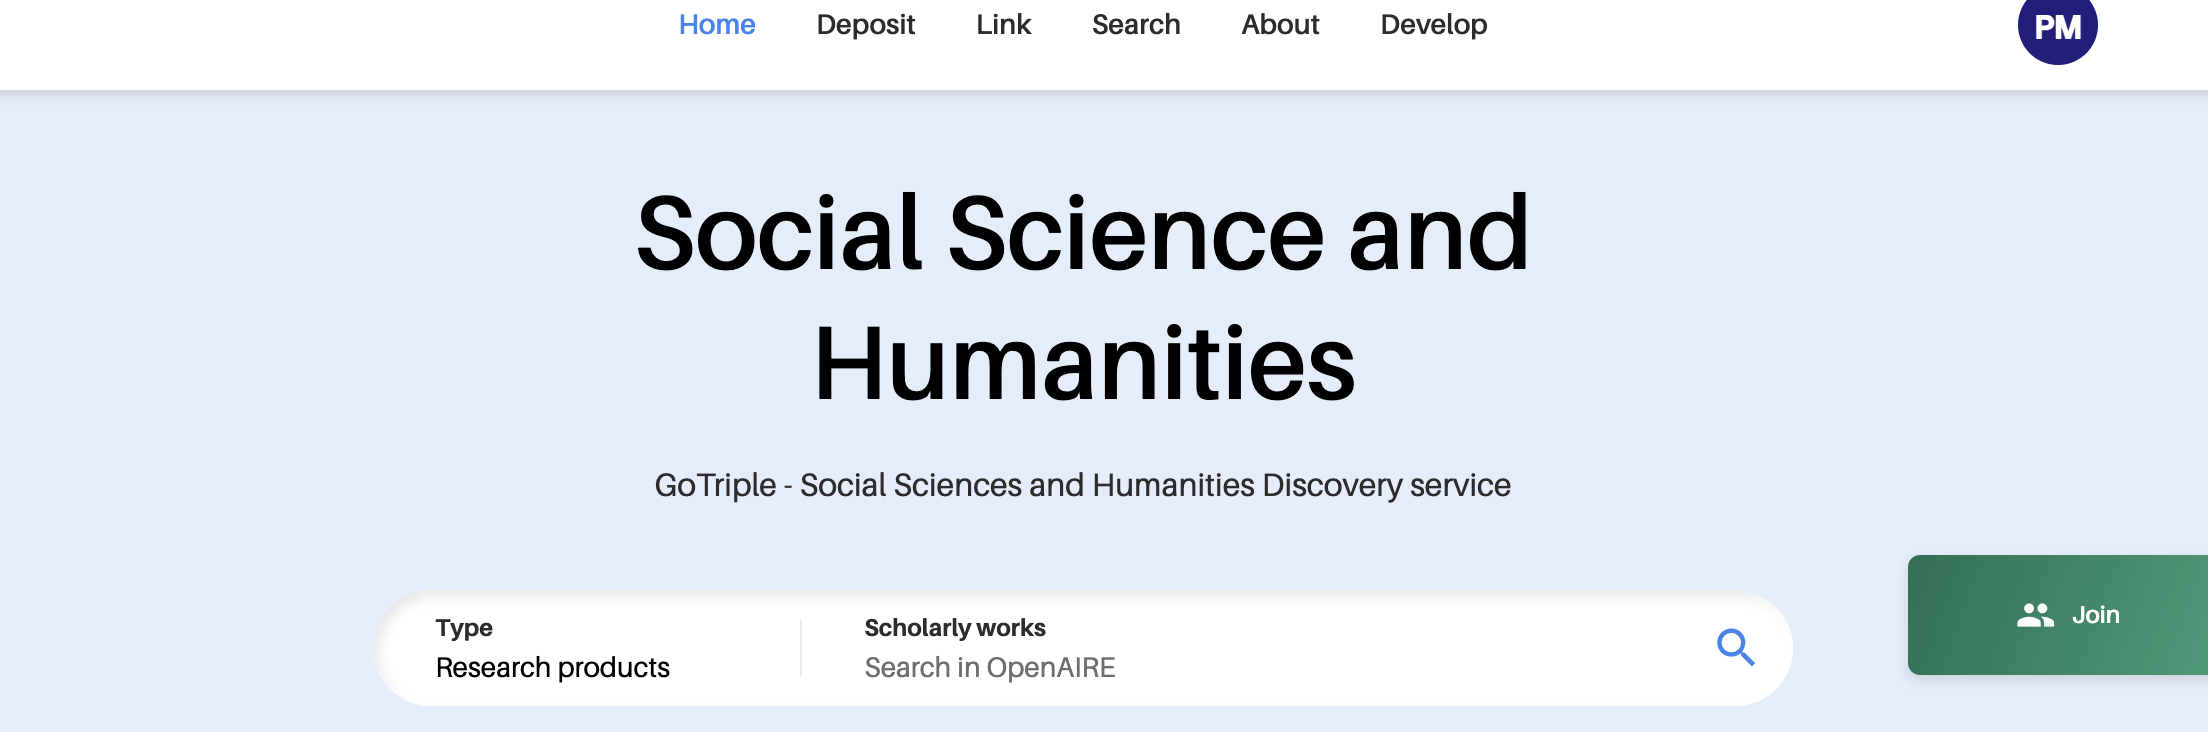 Home Deposit Link Search About Develop PM
Social Science and
Humanities
GoTriple - Social Sciences and Humanities Discovery service
Type
Research products
Scholarly works
Search in OpenAIRE
Join